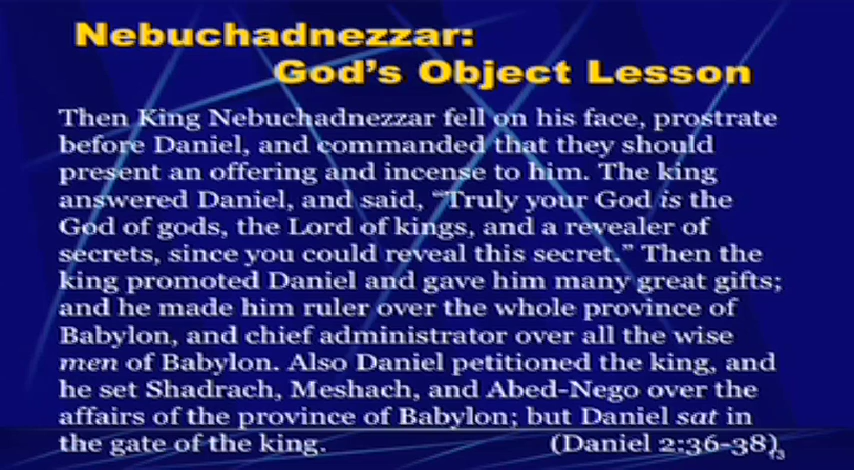 Nebuchadnezzar:
God's Object Lesson
Then King Nebuchadnezzar fell on his face, prostrate
before Daniel, and commanded that they should
present an offering and incense to him. The king
answered Daniel, and said, "Truly your God is the
God of gods, the Lord of kings, and a revealer of
secrets, since you could reveal this secret." Then the
king promoted Daniel and gave him many great gifts;
and he made him ruler over the whole province of
Babylon, and chief administrator over all the wise
men of Babylon. Also Daniel petitioned the king, and
he set Shadrach, Meshach, and Abed-Nego over the
affairs of the province of Babylon; but Daniel sat in
the gate of the king. (Daniel 2:36-38)
13